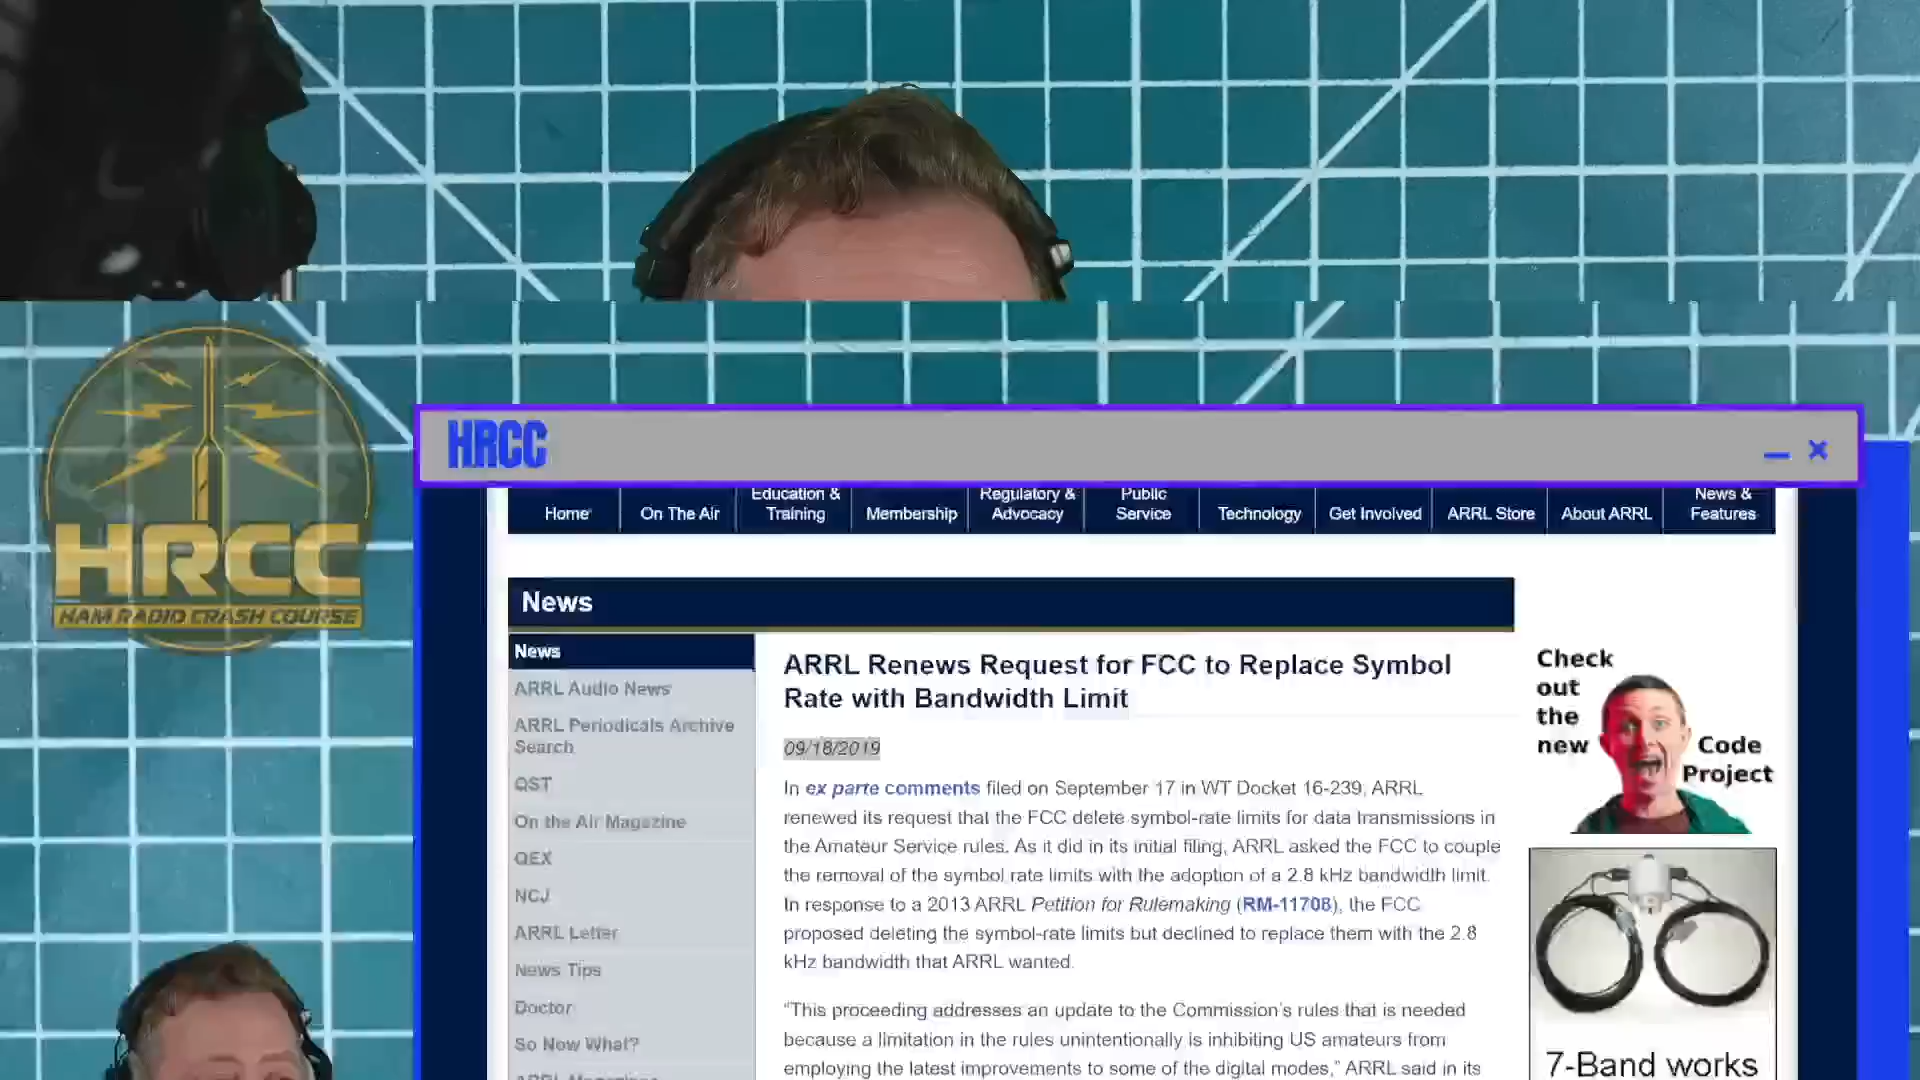 HRCC
HAM RADIO CRASH COURSE
HRCC
Home
On The Air
Education &
Training
Membership
Regulatory &
Advocacy
Public
Service
Technology
Get Involved
ARRL Store
About ARRL
News &
Features
News
News
ARRL Audio News
ARRL Periodicals Archive
Search
QST
On the Air Magazine
QEX
NCJ
ARRL Letter
News Tips
Doctor
So Now What?
ARRL Renews Request for FCC to Replace Symbol
Rate with Bandwidth Limit
09/18/2019
In ex parte comments filed on September 17 in WT Docket 16-239, ARRL
renewed its request that the FCC delete symbol-rate limits for data transmissions in
the Amateur Service rules. As it did in its initial filing, ARRL asked the FCC to couple
the removal of the symbol rate limits with the adoption of a 2.8 kHz bandwidth limit.
In response to a 2013 ARRL Petition for Rulemaking (RM-11708), the FCC
proposed deleting the symbol-rate limits but declined to replace them with the 2.8
kHz bandwidth that ARRL wanted.
“This proceeding addresses an update to the Commission’s rules that is needed
because a limitation in the rules unintentionally is inhibiting US amateurs from
employing the latest improvements to some of the digital modes,” ARRL said in its
Check
out
the
new
Code
Project
7-Band works